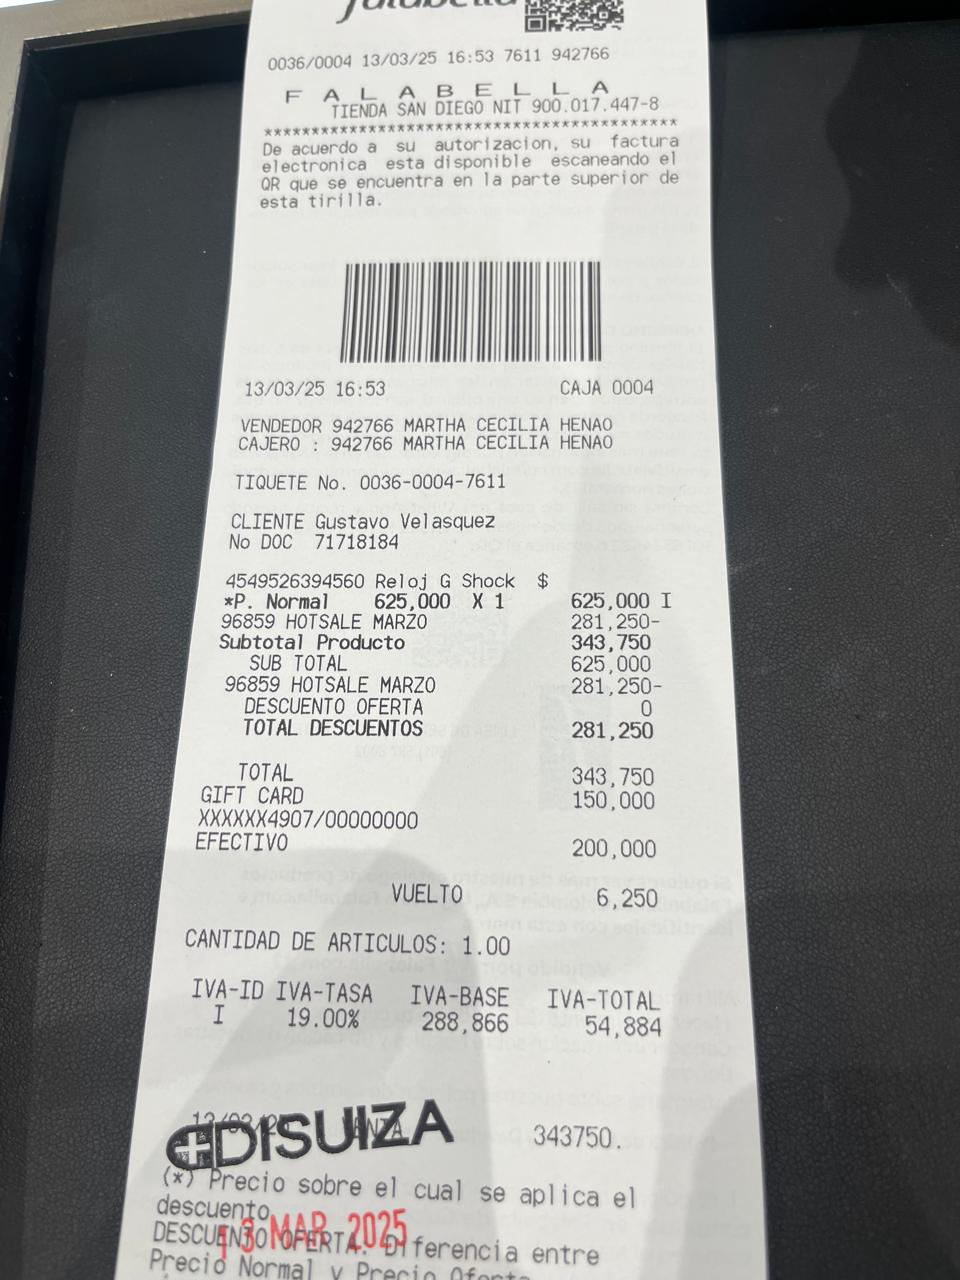 falabella
0036/0004 13/03/25 16:53 7611 942766
F A L A B E L L A
TIENDA SAN DIEGO NIT 900.017.447-8
******************************************
De acuerdo a su autorizacion, su factura
electronica esta disponible escaneando el
QR que se encuentra en la parte superior de
esta tirilla.
13/03/25 16:53 CAJA 0004
VENDEDOR 942766 MARTHA CECILIA HENAO
CAJERO : 942766 MARTHA CECILIA HENAO
TIQUETE No. 0036-0004-7611
CLIENTE Gustavo Velasquez
No DOC 71718184
4549526394560 Reloj G Shock $
*P. Normal 625,000 X 1 625,000 I
96859 HOTSALE MARZO 281,250-
Subtotal Producto 343,750
SUB TOTAL 625,000
96859 HOTSALE MARZO 281,250-
DESCUENTO OFERTA 0
TOTAL DESCUENTOS 281,250
TOTAL 343,750
GIFT CARD 150,000
XXXXXX4907/00000000
EFECTIVO 200,000
VUELTO 6,250
CANTIDAD DE ARTICULOS: 1.00
IVA-ID IVA-TASA IVA-BASE IVA-TOTAL
I 19.00% 288,866 54,884
VENTA 343750.
DISUIZA
(*) Precio sobre el cual se aplica el
descuento
13 MAR 2025
DESCUENTO OFERTA: Diferencia entre
Precio Normal y Precio Oferta